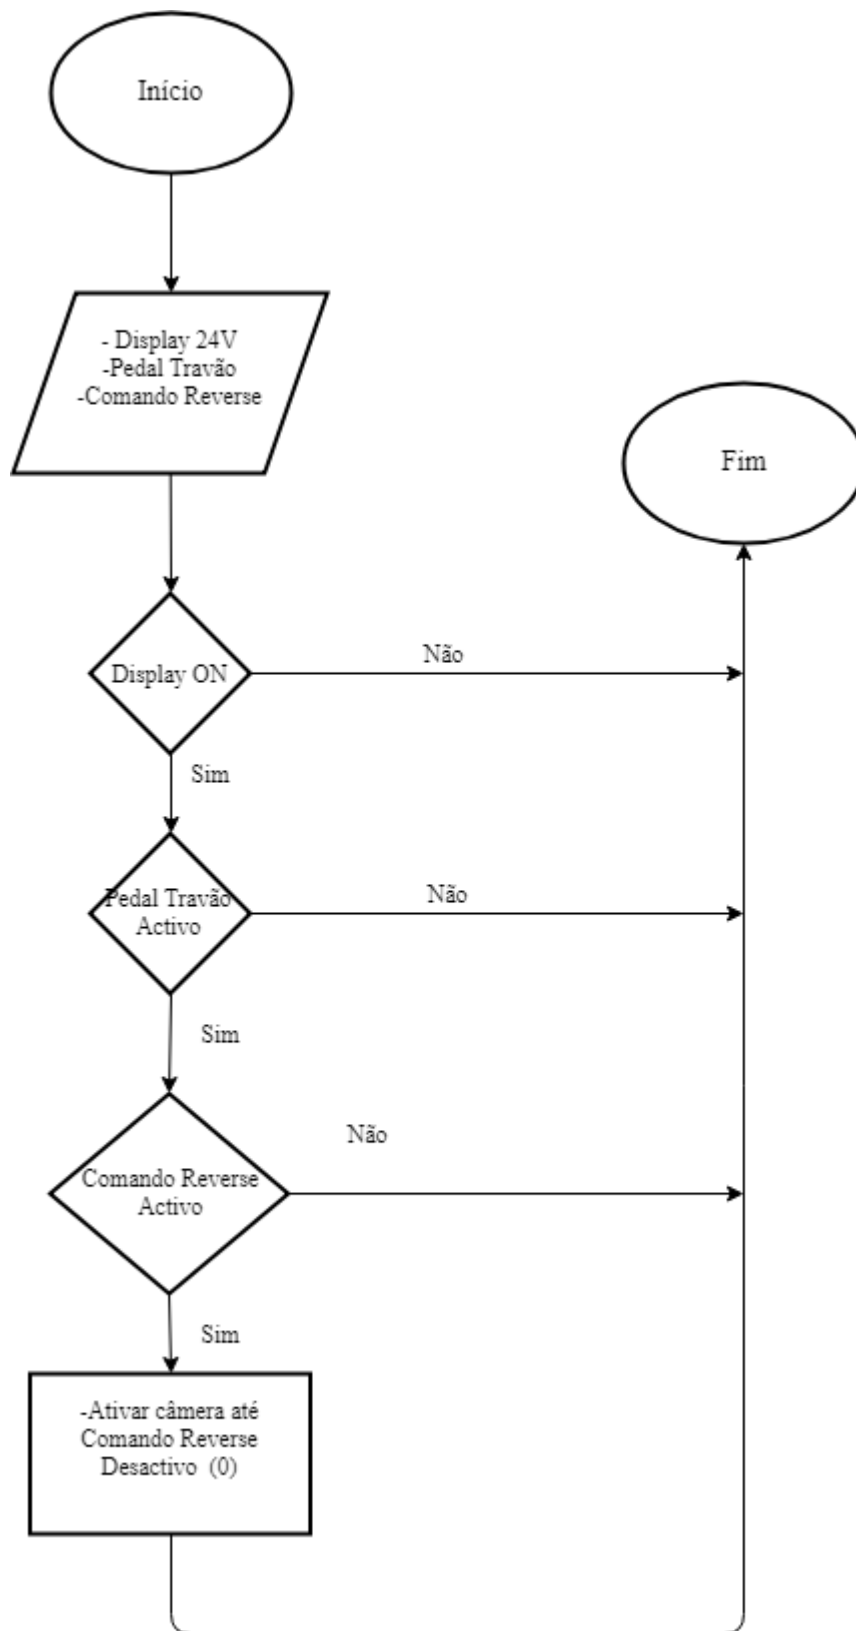 Início
- Display 24V
-Pedal Travão
-Comando Reverse
Fim
Display ON
Não
Sim
Pedal Travão
Activo
Não
Sim
Comando Reverse
Activo
Não
Sim
-Ativar câmera até
Comando Reverse
Desactivo (0)